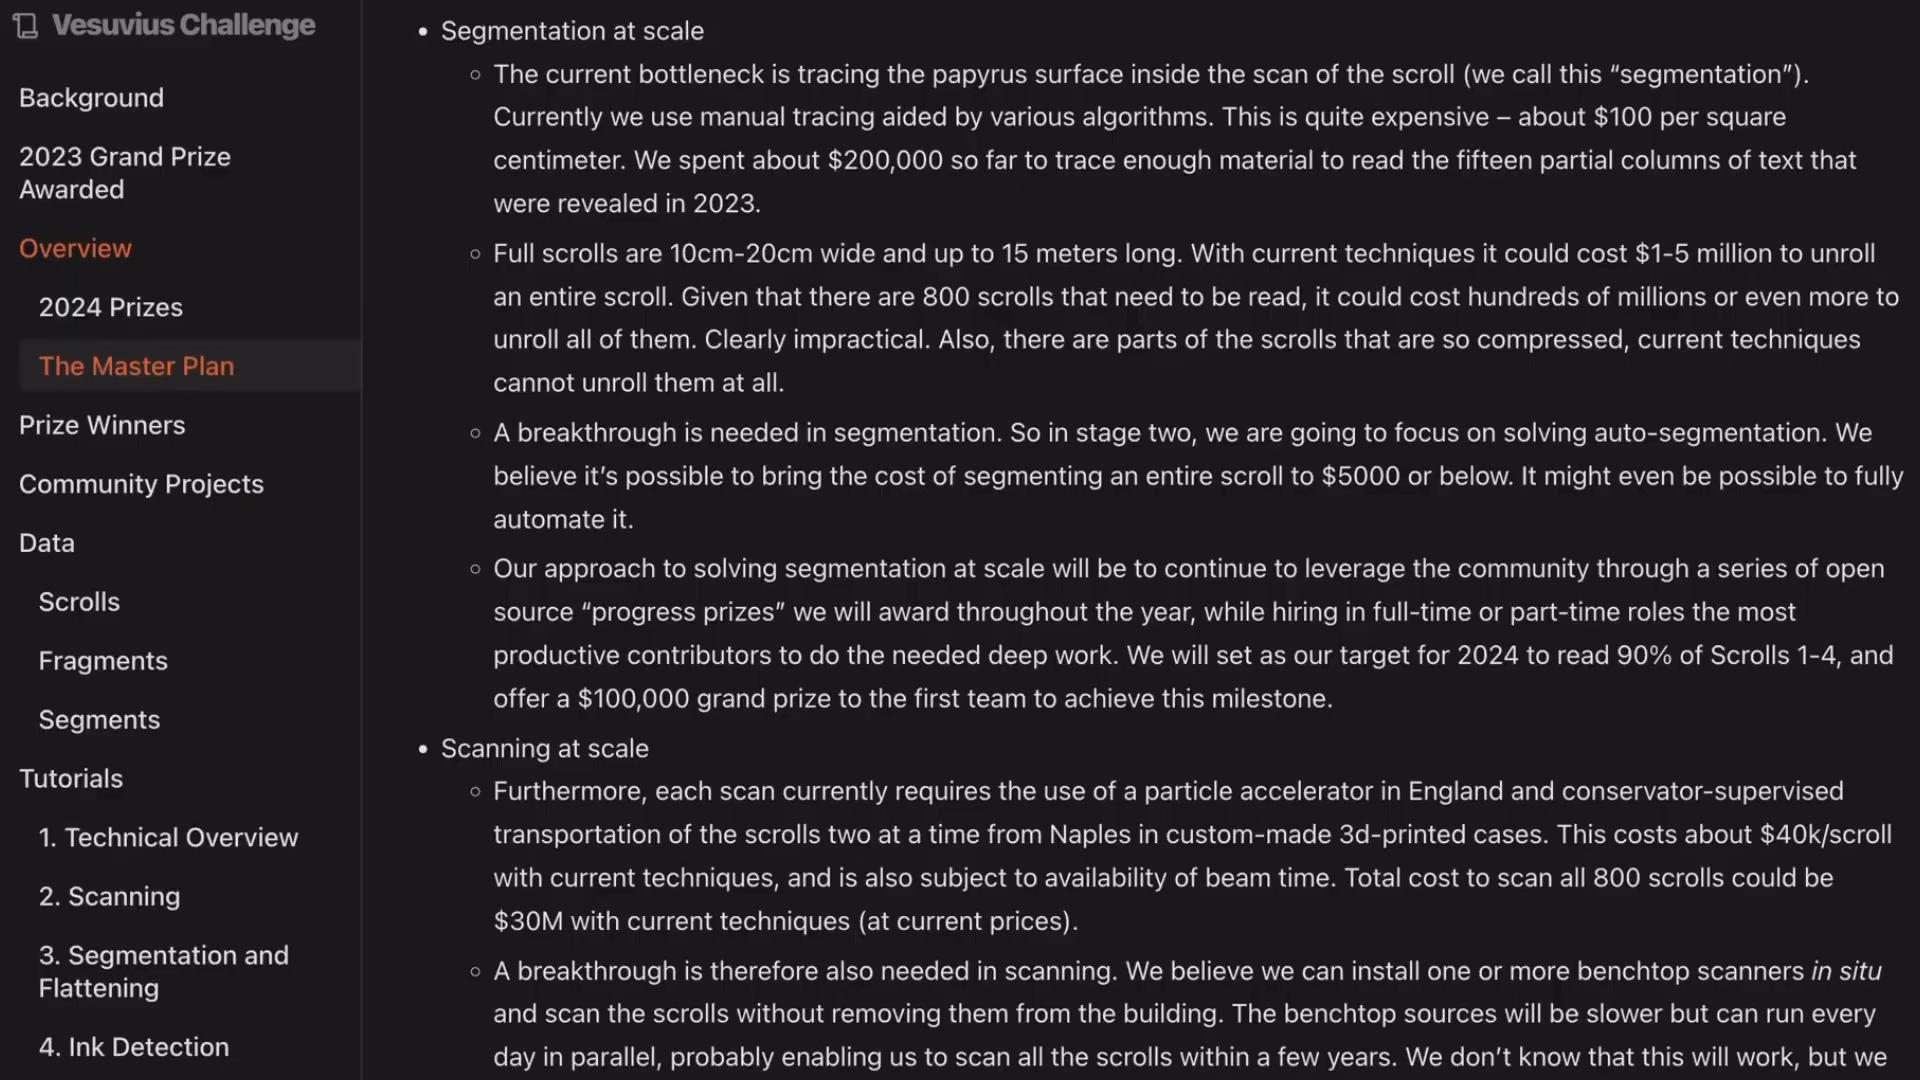 Vesuvius Challenge
Background
2023 Grand Prize
Awarded
Overview
2024 Prizes
The Master Plan
Prize Winners
Community Projects
Data
Scrolls
Fragments
Segments
Tutorials
1. Technical Overview
2. Scanning
3. Segmentation and
Flattening
4. Ink Detection
• Segmentation at scale
○ The current bottleneck is tracing the papyrus surface inside the scan of the scroll (we call this “segmentation”).
Currently we use manual tracing aided by various algorithms. This is quite expensive – about $100 per square
centimeter. We spent about $200,000 so far to trace enough material to read the fifteen partial columns of text that
were revealed in 2023.
○ Full scrolls are 10cm-20cm wide and up to 15 meters long. With current techniques it could cost $1-5 million to unroll
an entire scroll. Given that there are 800 scrolls that need to be read, it could cost hundreds of millions or even more to
unroll all of them. Clearly impractical. Also, there are parts of the scrolls that are so compressed, current techniques
cannot unroll them at all.
○ A breakthrough is needed in segmentation. So in stage two, we are going to focus on solving auto-segmentation. We
believe it’s possible to bring the cost of segmenting an entire scroll to $5000 or below. It might even be possible to fully
automate it.
○ Our approach to solving segmentation at scale will be to continue to leverage the community through a series of open
source “progress prizes” we will award throughout the year, while hiring in full-time or part-time roles the most
productive contributors to do the needed deep work. We will set as our target for 2024 to read 90% of Scrolls 1-4, and
offer a $100,000 grand prize to the first team to achieve this milestone.
• Scanning at scale
○ Furthermore, each scan currently requires the use of a particle accelerator in England and conservator-supervised
transportation of the scrolls two at a time from Naples in custom-made 3d-printed cases. This costs about $40k/scroll
with current techniques, and is also subject to availability of beam time. Total cost to scan all 800 scrolls could be
$30M with current techniques (at current prices).
○ A breakthrough is therefore also needed in scanning. We believe we can install one or more benchtop scanners in situ
and scan the scrolls without removing them from the building. The benchtop sources will be slower but can run every
day in parallel, probably enabling us to scan all the scrolls within a few years. We don’t know that this will work, but we